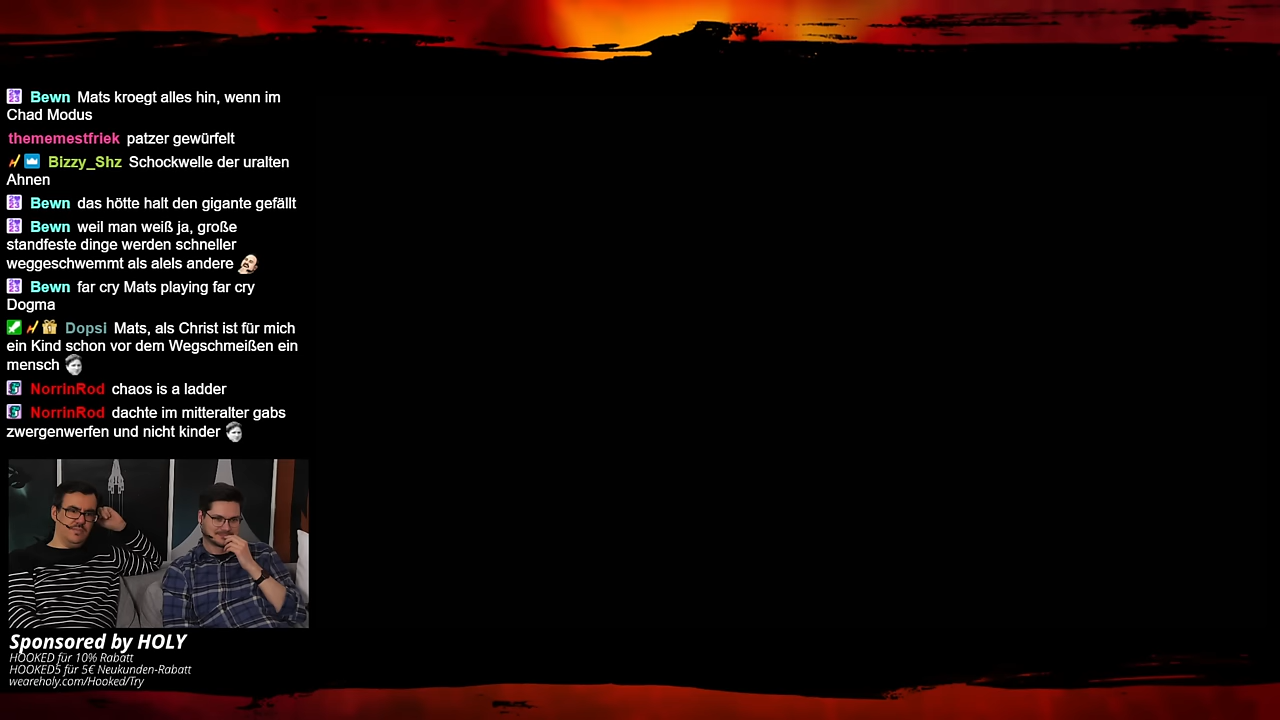 Bewn Mats kroegt alles hin, wenn im
Chad Modus
thememestfriek patzer gewürfelt
Bizzy_Shz Schockwelle der uralten
Ahnen
Bewn das hötte halt den gigante gefällt
Bewn weil man weiß ja, große
standfeste dinge werden schneller
weggeschwemmt als alels andere
Bewn far cry Mats playing far cry
Dogma
Dopsi Mats, als Christ ist für mich
ein Kind schon vor dem Wegschmeißen ein
mensch
NorrinRod chaos is a ladder
NorrinRod dachte im mitteralter gabs
zwergenwerfen und nicht kinder
Sponsored by HOLY
HOOKED für 10% Rabatt
HOOKED5 für 5€ Neukunden-Rabatt
weareholy.com/Hooked/Try